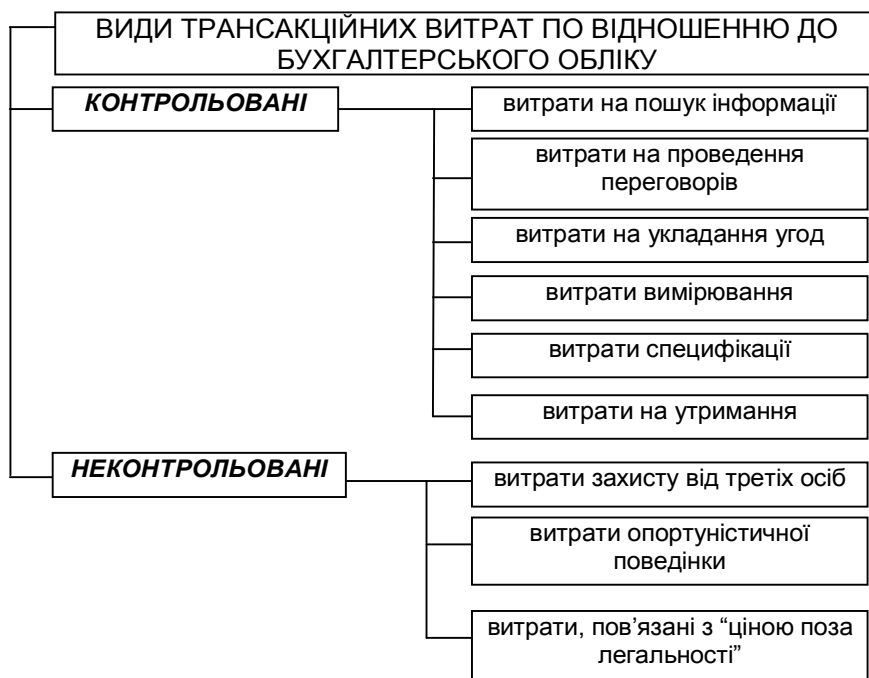 ВИДИ ТРАНСАКЦІЙНИХ ВИТРАТ ПО ВІДНОШЕННЮ ДО
БУХГАЛТЕРСЬКОГО ОБЛІКУ
КОНТРОЛЬОВАНІ
витрати на пошук інформації
витрати на проведення
переговорів
витрати на укладання угод
витрати вимірювання
витрати специфікації
витрати на утримання
НЕКОНТРОЛЬОВАНІ
витрати захисту від третіх осіб
витрати опортуністичної
поведінки
витрати, пов’язані з “ціною поза
легальності”